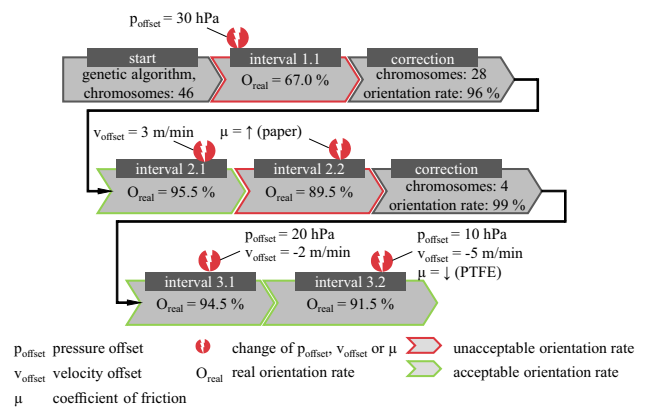 p_offset = 30 hPa
start
interval 1.1
correction
genetic algorithm,
chromosomes: 46
O_real = 67.0 %
chromosomes: 28
orientation rate: 96 %
v_offset = 3 m/min
μ = ↑ (paper)
interval 2.1
interval 2.2
correction
O_real = 95.5 %
O_real = 89.5 %
chromosomes: 4
orientation rate: 99 %
p_offset = 20 hPa
v_offset = -2 m/min
p_offset = 10 hPa
v_offset = -5 m/min
μ = ↓ (PTFE)
interval 3.1
interval 3.2
O_real = 94.5 %
O_real = 91.5 %
p_offset pressure offset
change of p_offset, v_offset or μ
unacceptable orientation rate
v_offset velocity offset
O_real real orientation rate
acceptable orientation rate
μ coefficient of friction